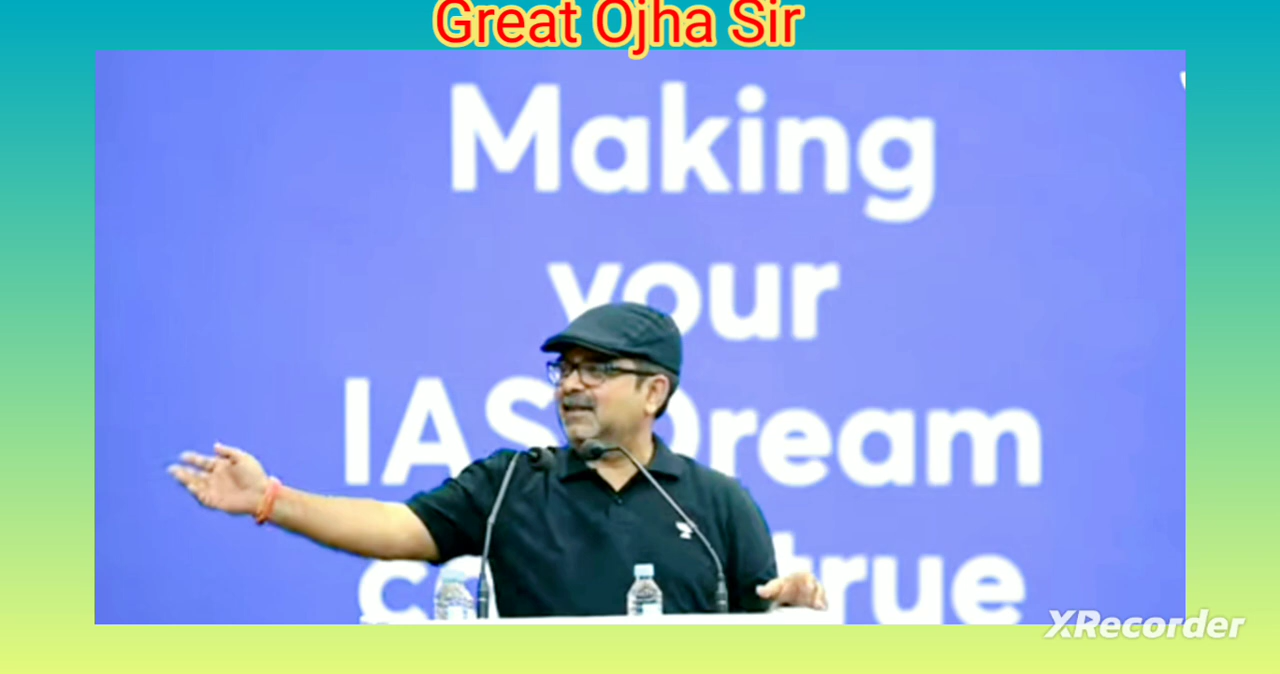 Great Ojha Sir
Making
your
IAS Dream
true
XRecorder